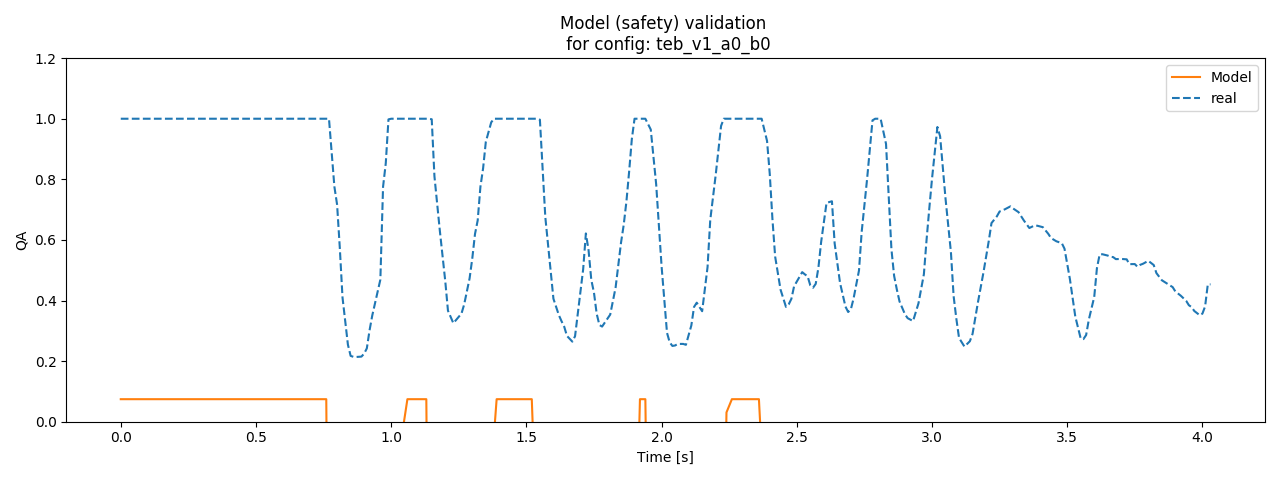 Model (safety) validation
for config: teb_v1_a0_b0
1.2
1.0
0.8
0.6
0.4
0.2
0.0
QA
Model
real
0.0 0.5 1.0 1.5 2.0 2.5 3.0 3.5 4.0
Time [s]